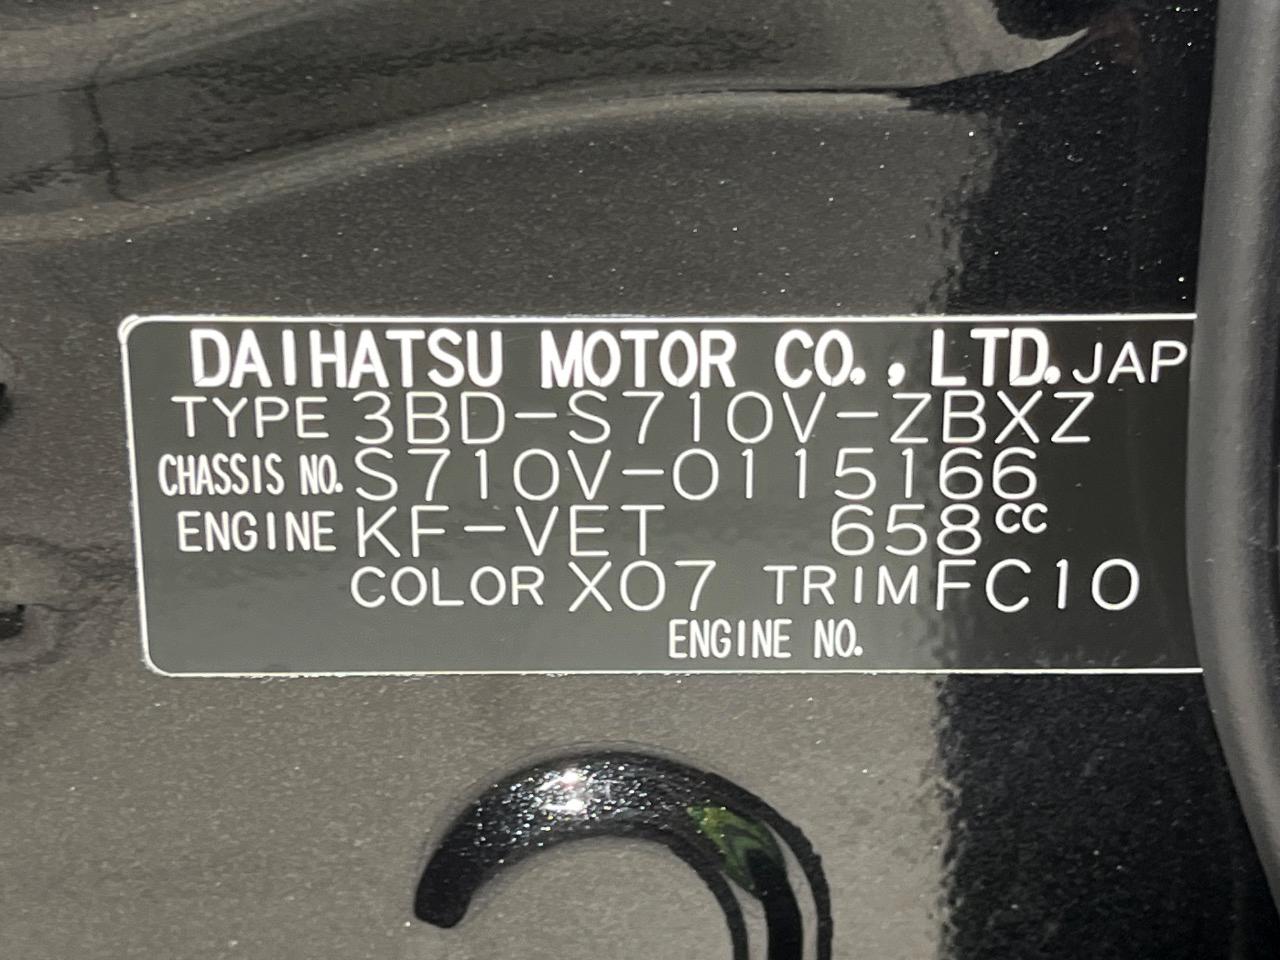 DAIHATSU MOTOR CO., LTD. JAP
TYPE 3BD-S710V-ZBXZ
CHASSIS NO. S710V-0115166
ENGINE KF-VET 658CC
COLOR X07 TRIM FC10
ENGINE NO.